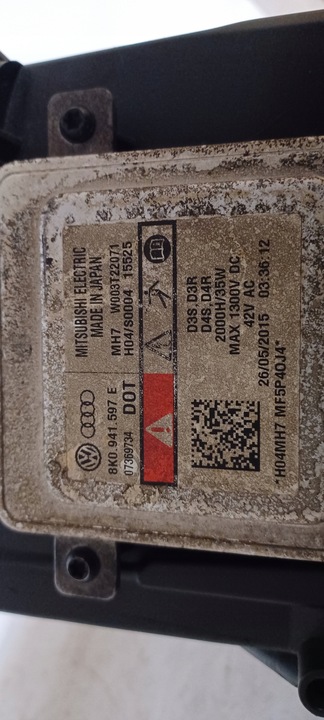 MITSUBISHI ELECTRIC
MADE IN JAPAN
MH7 W003T22071
H04/S0004 15525
8K0.941.597 E
07369734 DOT
D3S D3R
D4S D4R
2000H/35W
MAX 1300V DC
42V AC
26/05/2015 03:36:12
*H04MH7 MF5P40J4*